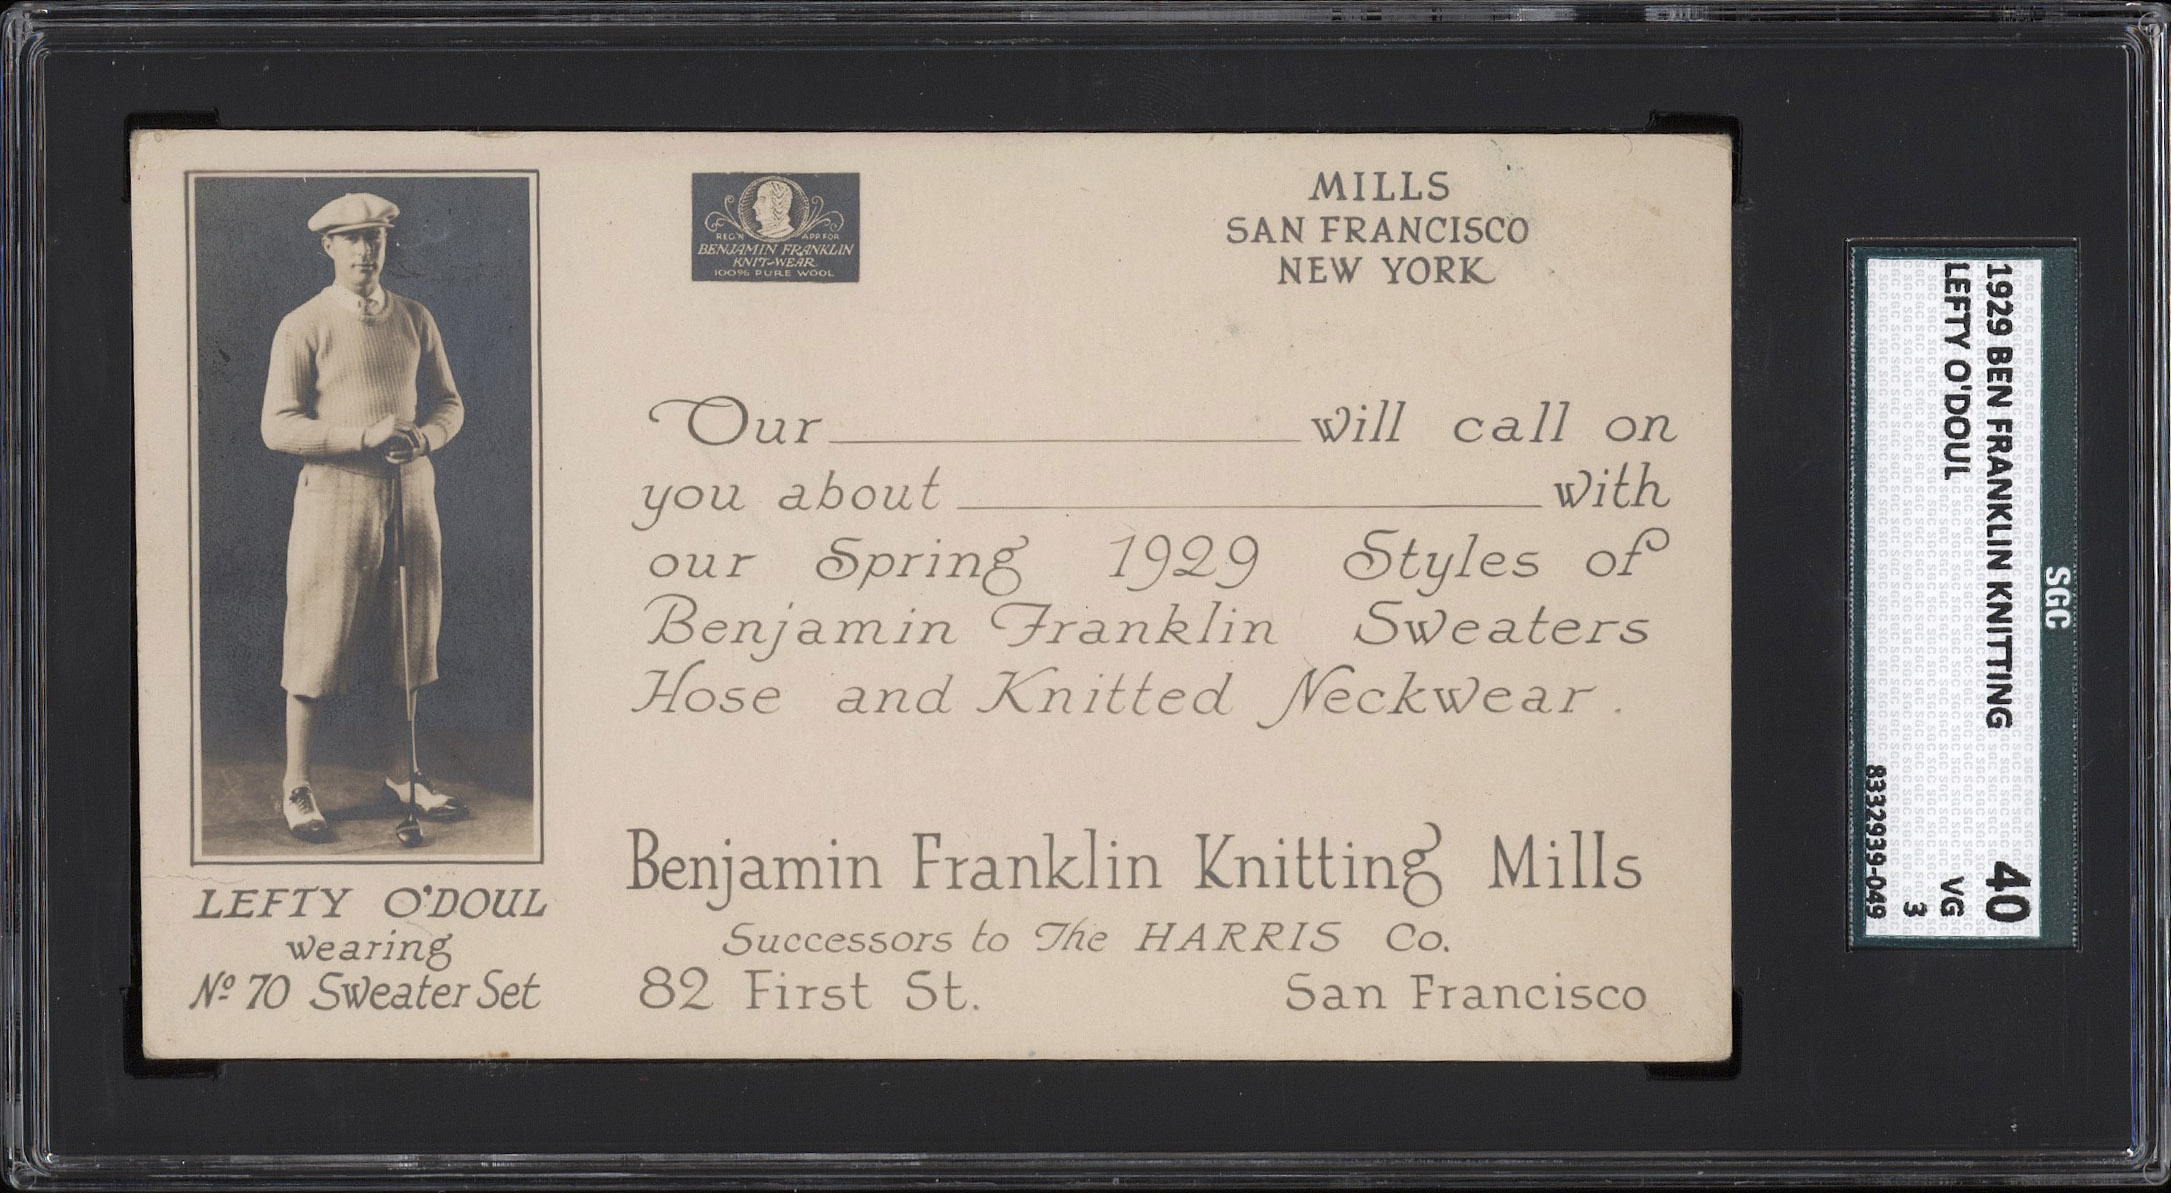 REG'N APP. FOR
BENJAMIN FRANKLIN
KNIT-WEAR
100% PURE WOOL
MILLS
SAN FRANCISCO
NEW YORK
Our ____________ will call on
you about ____________ with
our Spring 1929 Styles of
Benjamin Franklin Sweaters
Hose and Knitted Neckwear.
LEFTY O'DOUL
wearing
Nº 70 Sweater Set
Benjamin Franklin Knitting Mills
Successors to The HARRIS Co.
82 First St. San Francisco
SGC
1929 BEN FRANKLIN KNITTING
LEFTY O'DOUL
40
VG
3
8332939-049